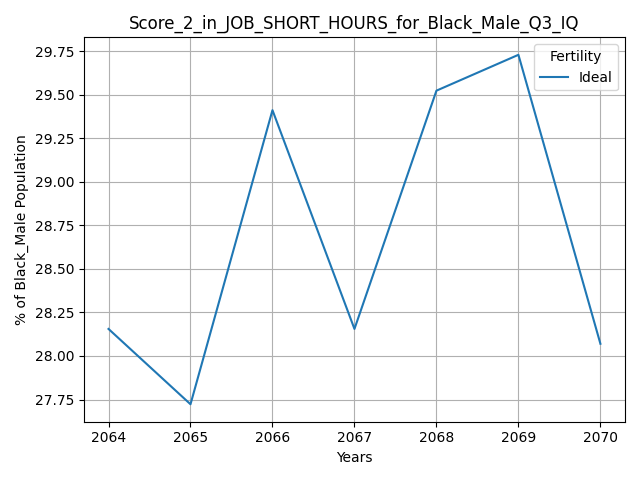 Score_2_in_JOB_SHORT_HOURS_for_Black_Male_Q3_IQ
Fertility
Ideal
% of Black_Male Population
29.75
29.50
29.25
29.00
28.75
28.50
28.25
28.00
27.75
2064 2065 2066 2067 2068 2069 2070
Years